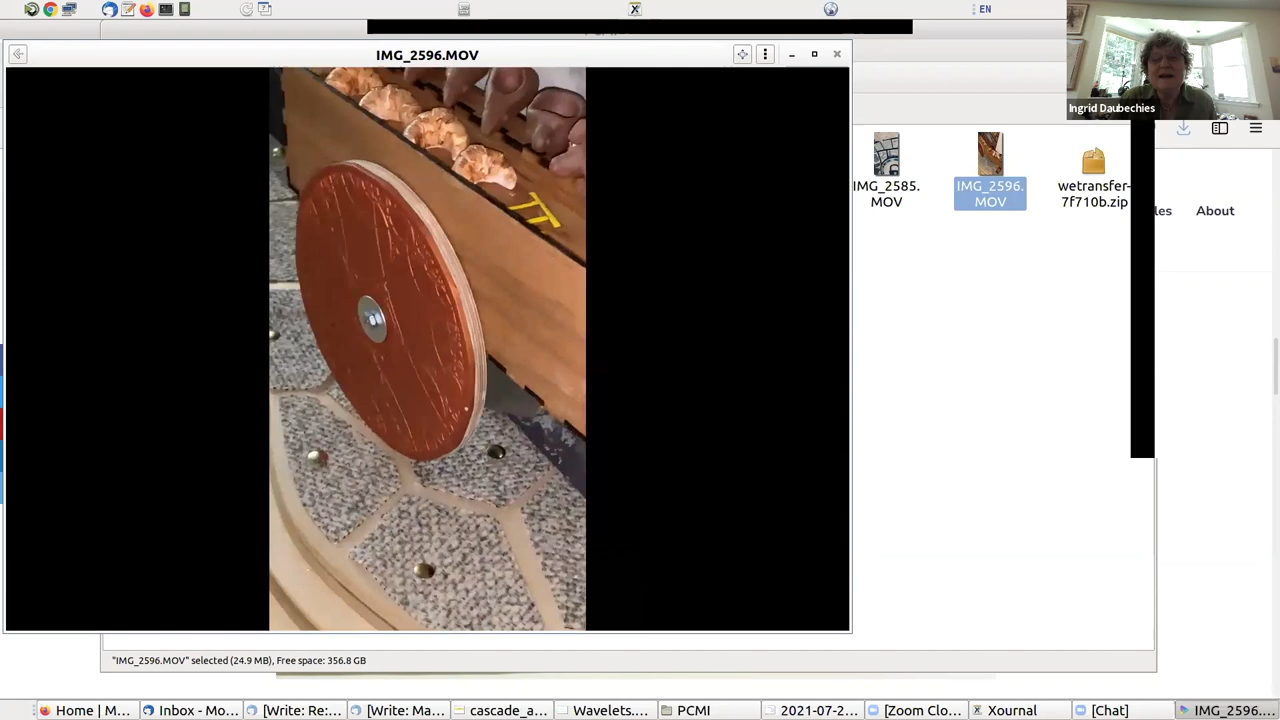 EN
Ingrid Daubechies
IMG_2596.MOV
π
IMG_2585.
MOV
IMG_2596.
MOV
wetransfer-
7f710b.zip
les
About
"IMG_2596.MOV" selected (24.9 MB), Free space: 356.8 GB
Home | M...
Inbox - Mo...
[Write: Re:...
[Write: Ma...
cascade_a...
Wavelets....
PCMI
2021-07-2...
[Zoom Clo...
Xournal
[Chat]
IMG_2596....